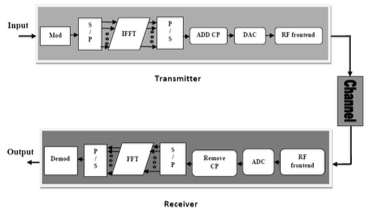 Input
Mod
S / P
IFFT
P / S
ADD CP
DAC
RF frontend
Transmitter
Channel
Output
Demod
P / S
FFT
S / P
Remove CP
ADC
RF frontend
Receiver